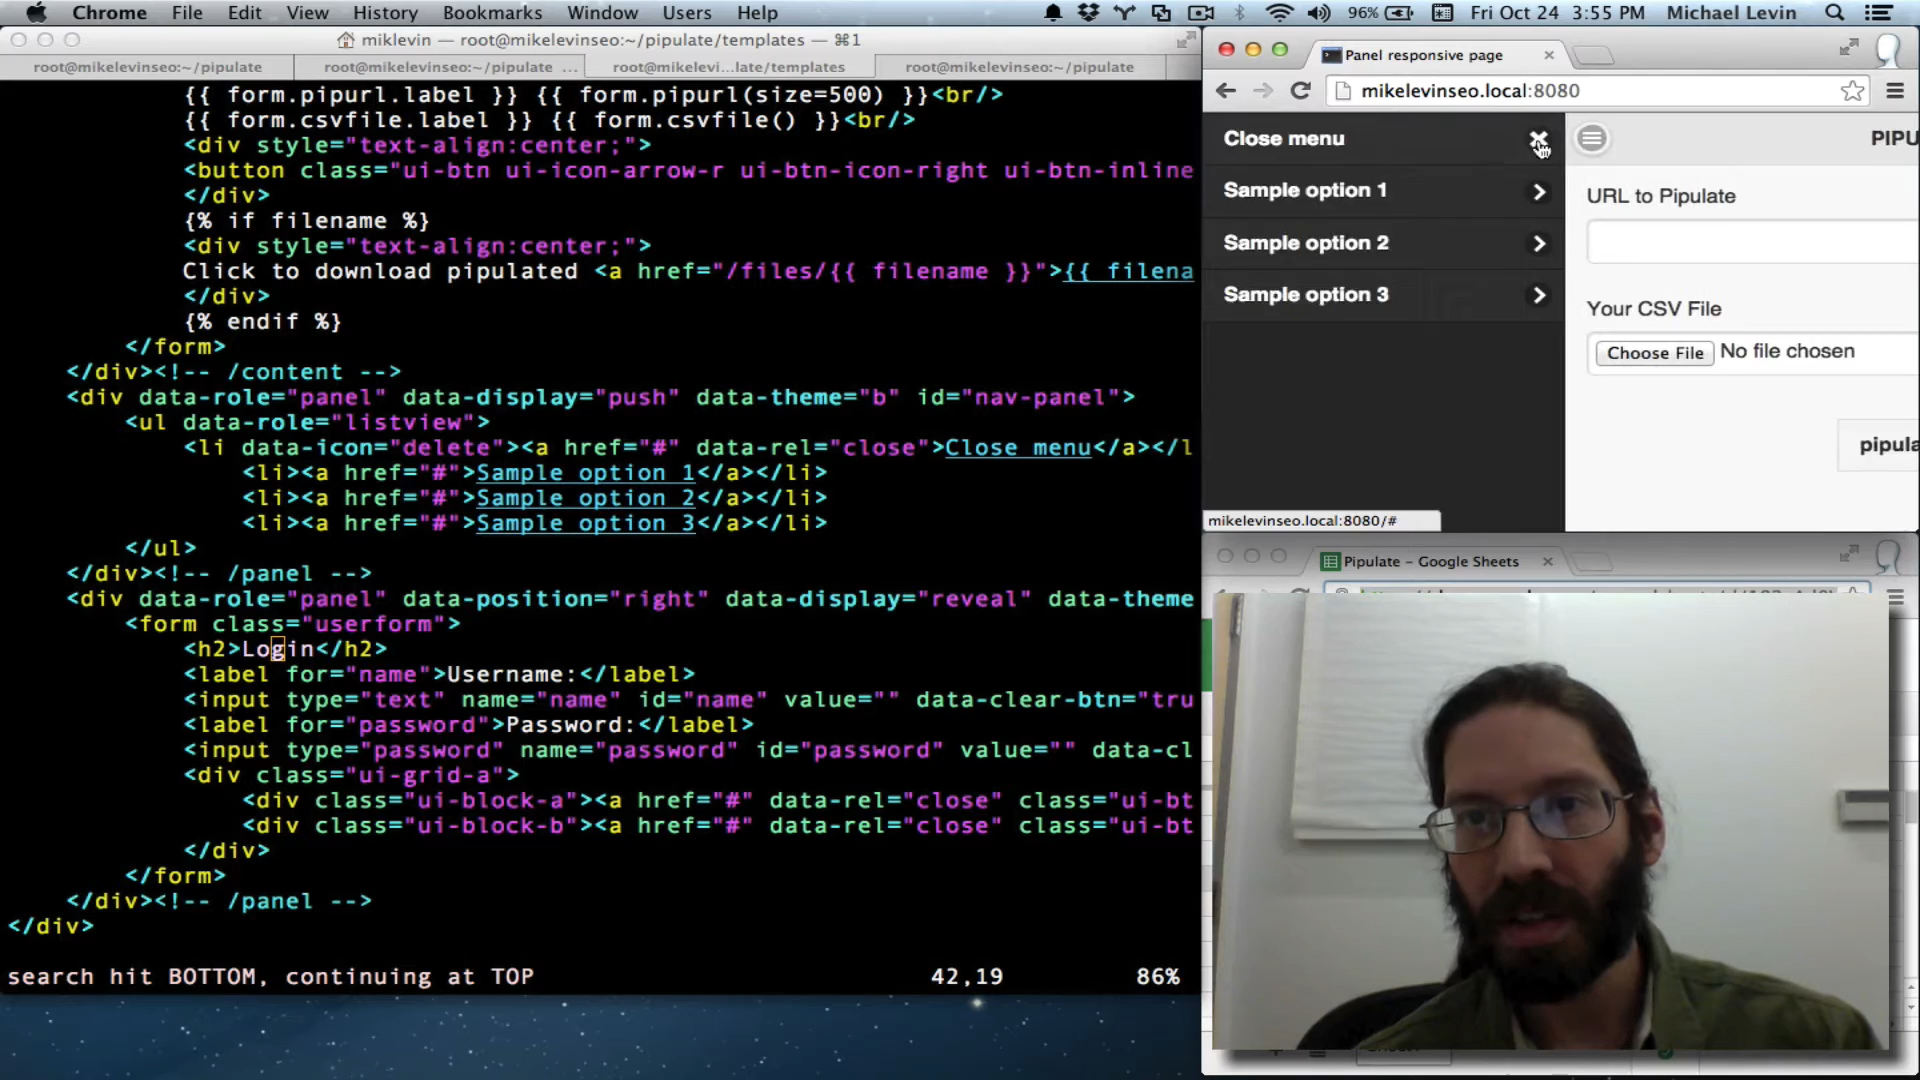 Chrome File Edit View History Bookmarks Window Users Help 96% Fri Oct 24 3:55 PM Michael Levin
miklevin — root@mikelevinseo:~/pipulate/templates — ⌘1
root@mikelevinseo:~/pipulate root@mikelevinseo:~/pipulate ... root@mikelevi...late/templates root@mikelevinseo:~/pipulate
{{ form.pipurl.label }} {{ form.pipurl(size=500) }}<br/>
{{ form.csvfile.label }} {{ form.csvfile() }}<br/>
<div style="text-align:center;">
<button class="ui-btn ui-icon-arrow-r ui-btn-icon-right ui-btn-inline
</div>
{% if filename %}
<div style="text-align:center;">
Click to download pipulated <a href="/files/{{ filename }}">{{ filena
</div>
{% endif %}
</form>
</div><!-- /content -->
<div data-role="panel" data-display="push" data-theme="b" id="nav-panel">
<ul data-role="listview">
<li data-icon="delete"><a href="#" data-rel="close">Close menu</a></l
<li><a href="#">Sample option 1</a></li>
<li><a href="#">Sample option 2</a></li>
<li><a href="#">Sample option 3</a></li>
</ul>
</div><!-- /panel -->
<div data-role="panel" data-position="right" data-display="reveal" data-theme
<form class="userform">
<h2>Login</h2>
<label for="name">Username:</label>
<input type="text" name="name" id="name" value="" data-clear-btn="tru
<label for="password">Password:</label>
<input type="password" name="password" id="password" value="" data-cl
<div class="ui-grid-a">
<div class="ui-block-a"><a href="#" data-rel="close" class="ui-bt
<div class="ui-block-b"><a href="#" data-rel="close" class="ui-bt
</div>
</form>
</div><!-- /panel -->
</div>
search hit BOTTOM, continuing at TOP 42,19 86%
Panel responsive page
mikelevinseo.local:8080
Close menu
Sample option 1
Sample option 2
Sample option 3
mikelevinseo.local:8080/#
PIPU
URL to Pipulate
Your CSV File
Choose File No file chosen
pipula
Pipulate – Google Sheets